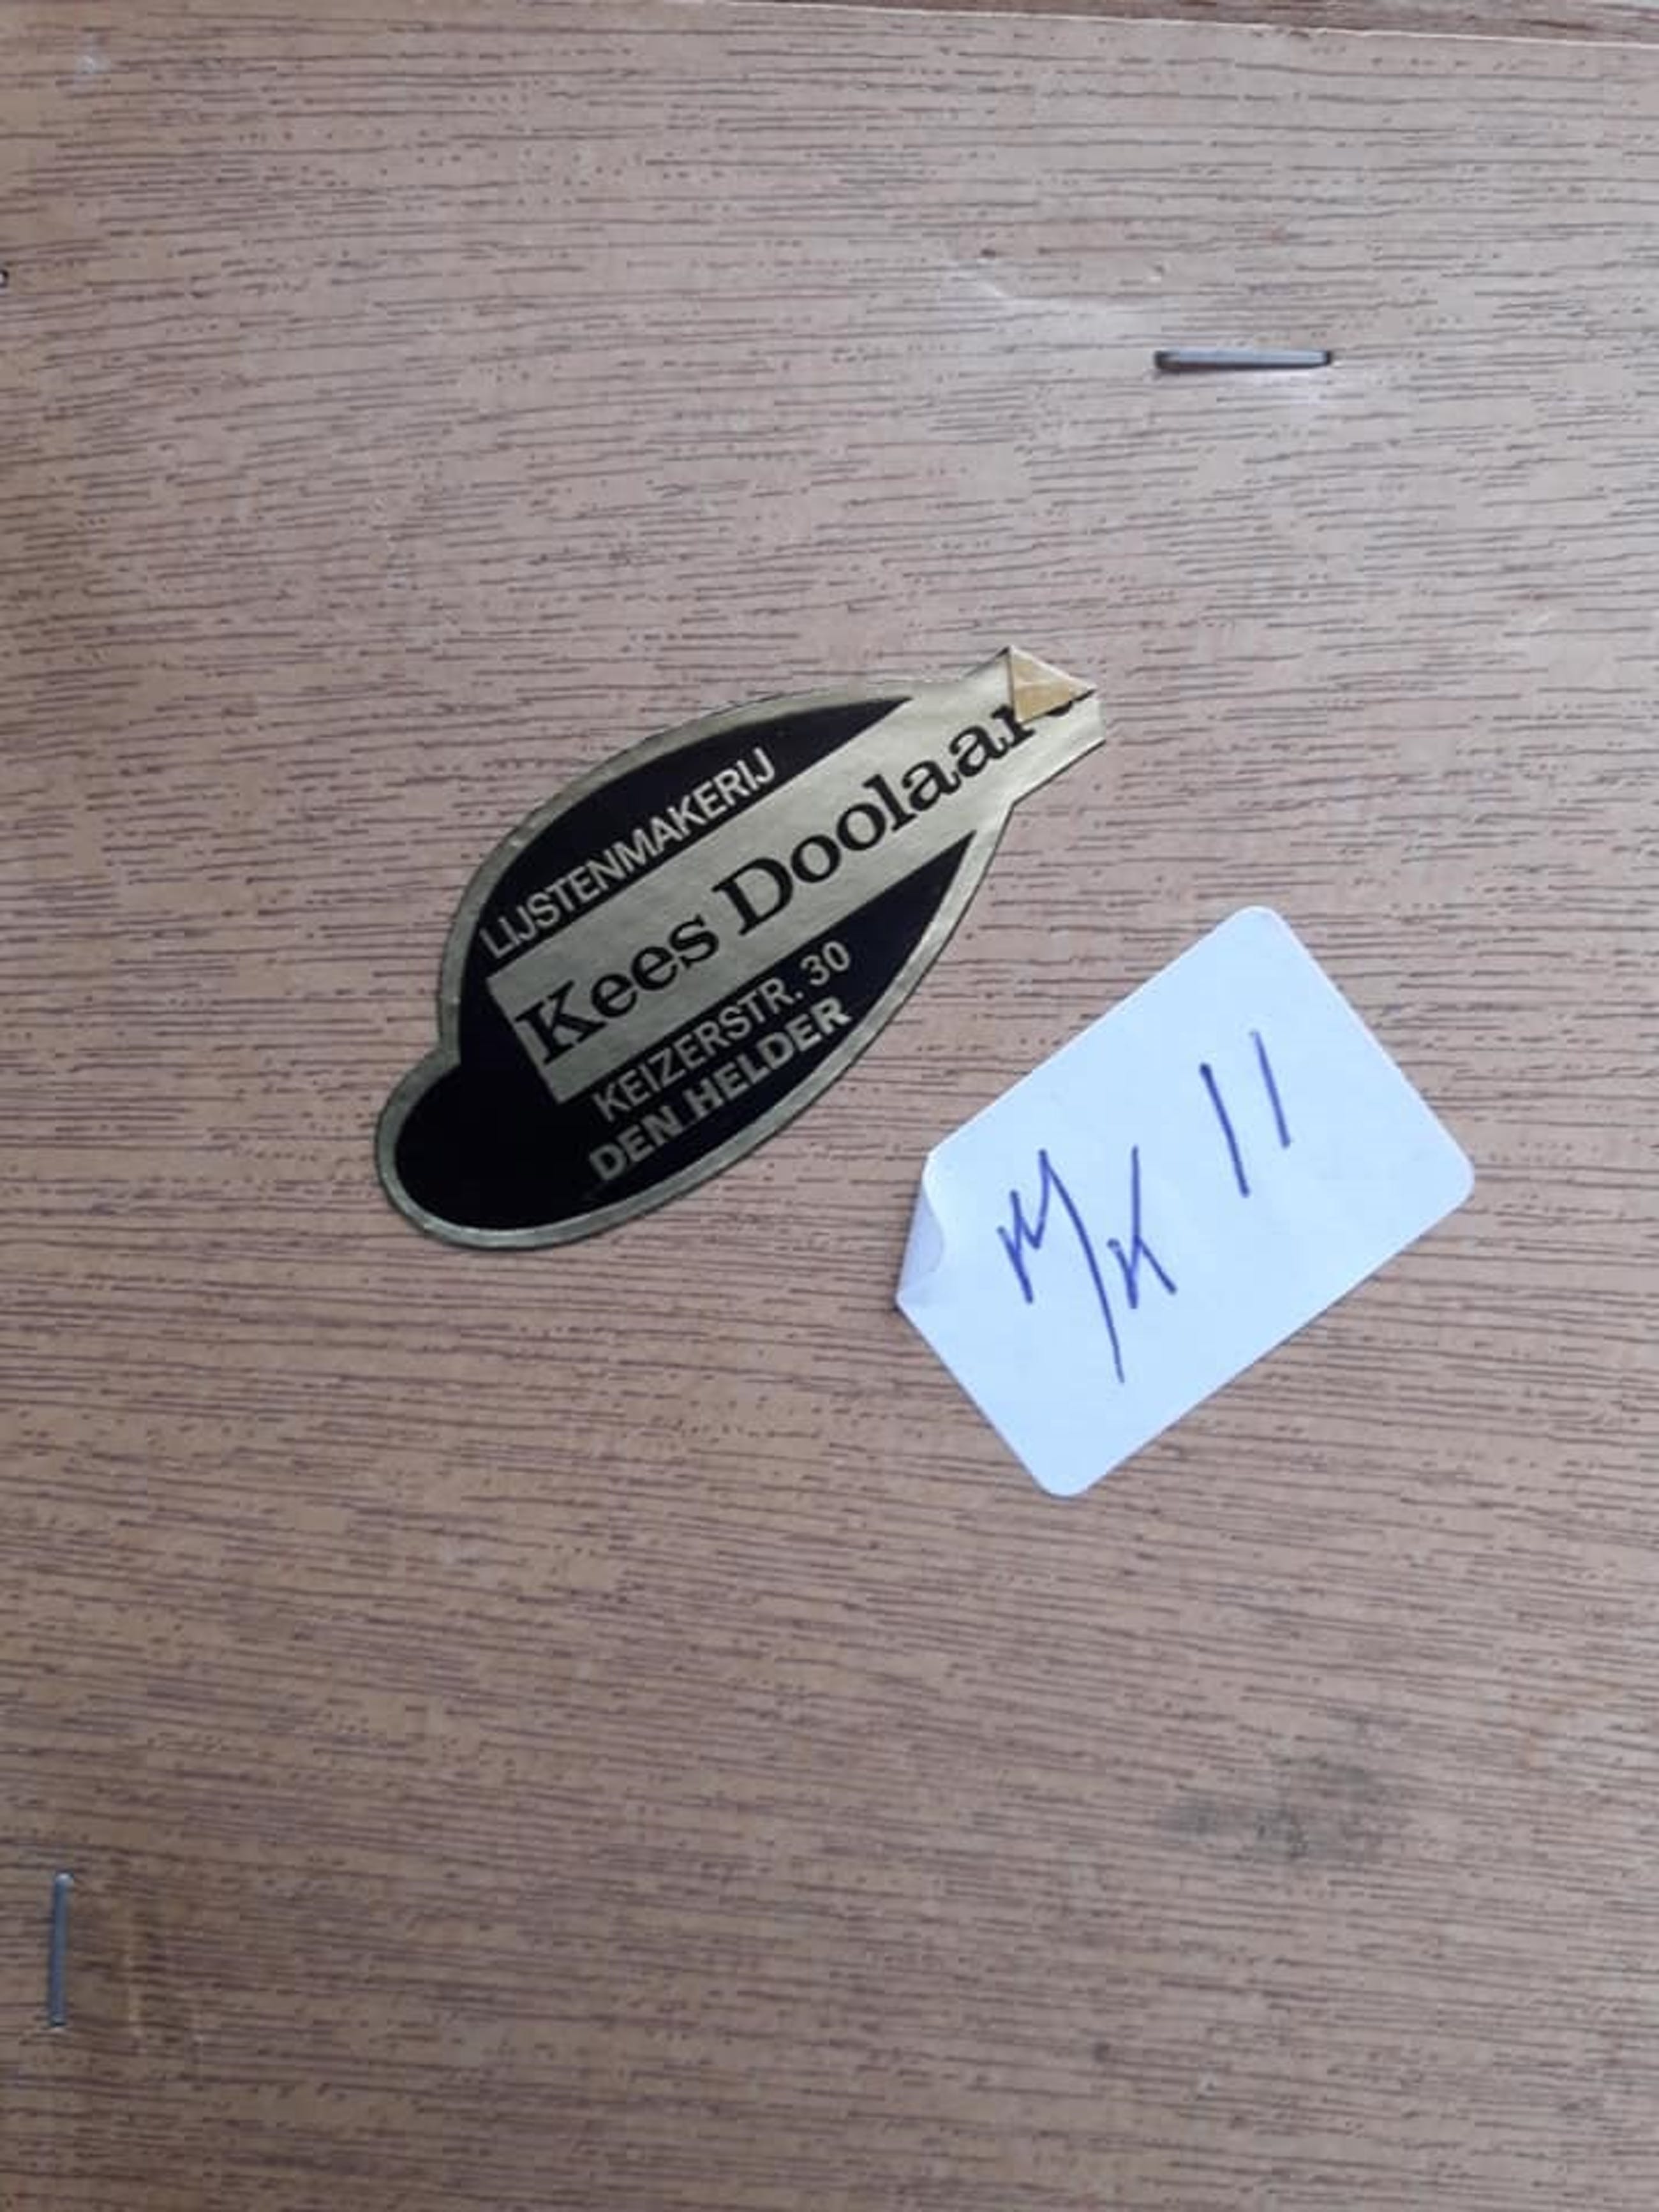 LIJSTENMAKERIJ
Kees Doolaar
KEIZERSTR. 30
DEN HELDER
MK 11